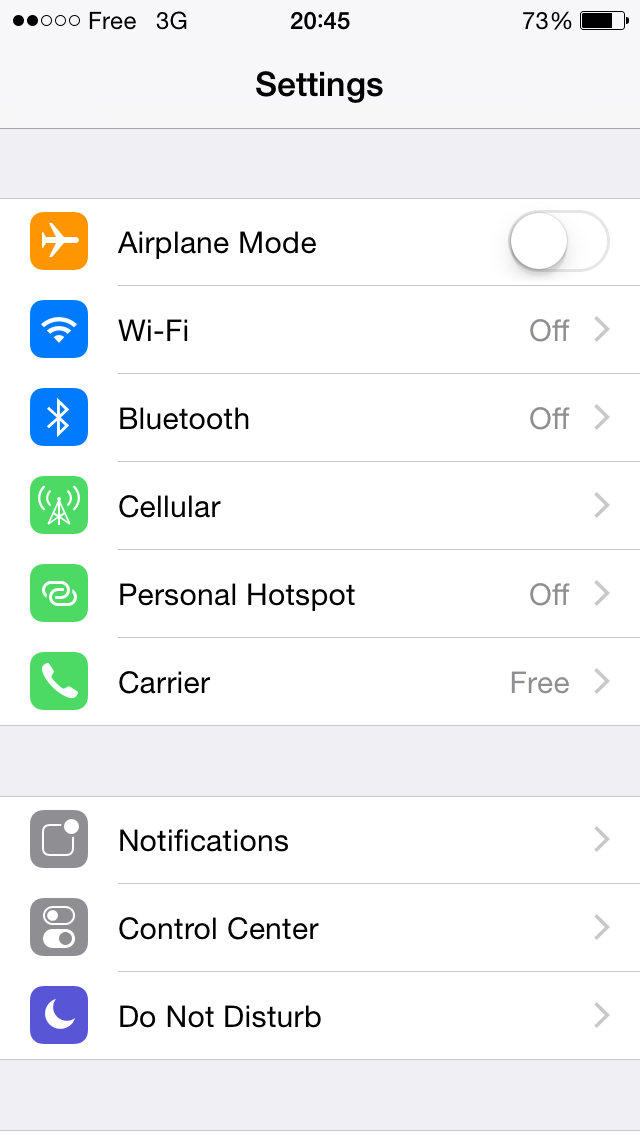 Free 3G 20:45 73%
Settings
Airplane Mode
Wi-Fi Off
Bluetooth Off
Cellular
Personal Hotspot Off
Carrier Free
Notifications
Control Center
Do Not Disturb